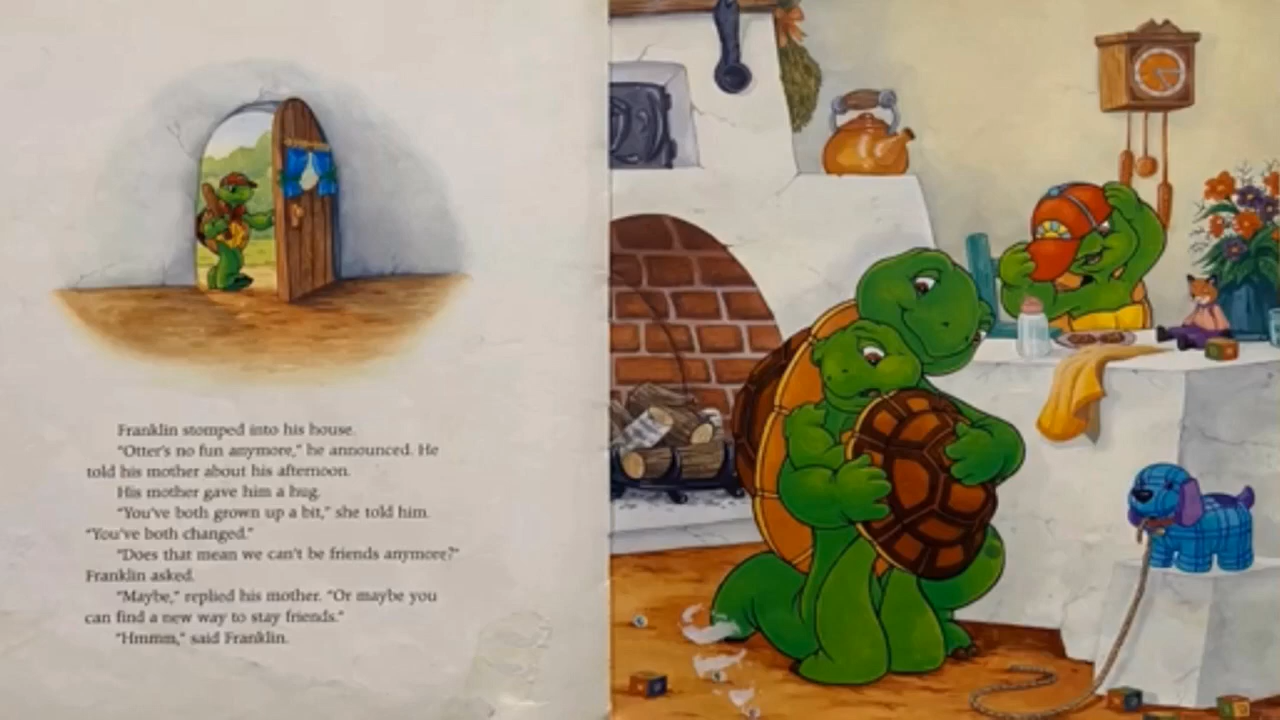 Franklin stomped into his house.
"Otter's no fun anymore," he announced. He
told his mother about his afternoon.
His mother gave him a hug.
"You've both grown up a bit," she told him.
"You've both changed."
"Does that mean we can't be friends anymore?"
Franklin asked.
"Maybe," replied his mother. "Or maybe you
can find a new way to stay friends."
"Hmmm," said Franklin.